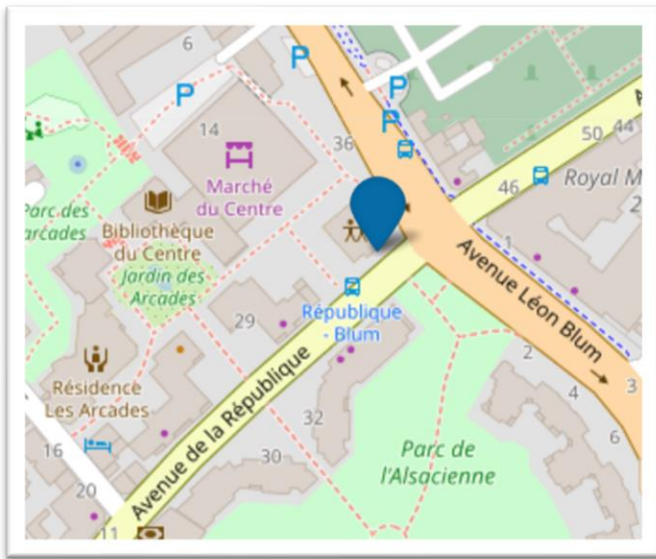 6
P
P
P
P
14
36
50
44
Marché
du Centre
46
Royal M
2
Parc des
arcades
Bibliothèque
du Centre
Jardin des
Arcades
1
Avenue Léon Blum
République
- Blum
29
2
3
Résidence
Les Arcades
4
32
Avenue de la République
6
16
30
Parc de
l'Alsacienne
20
11